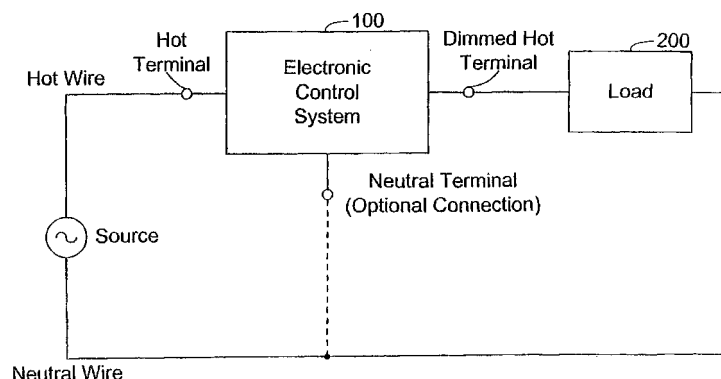 100
Hot
Terminal
Hot Wire
Electronic
Control
System
Dimmed Hot
Terminal
200
Load
Neutral Terminal
(Optional Connection)
Source
Neutral Wire